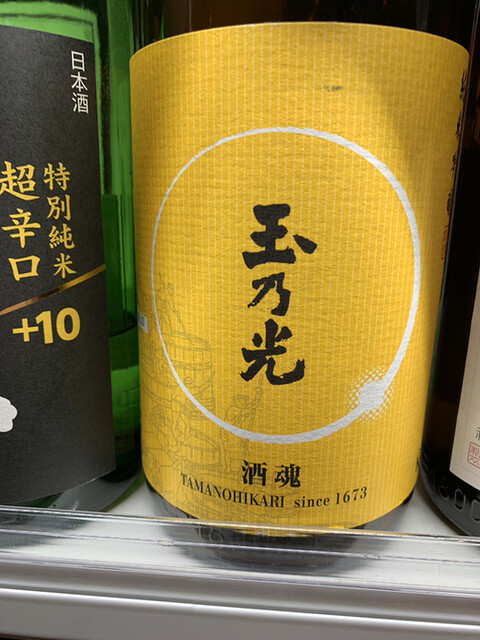 日本酒
特別純米
超辛口
+10
玉乃光
酒魂
TAMANOHIKARI since 1673